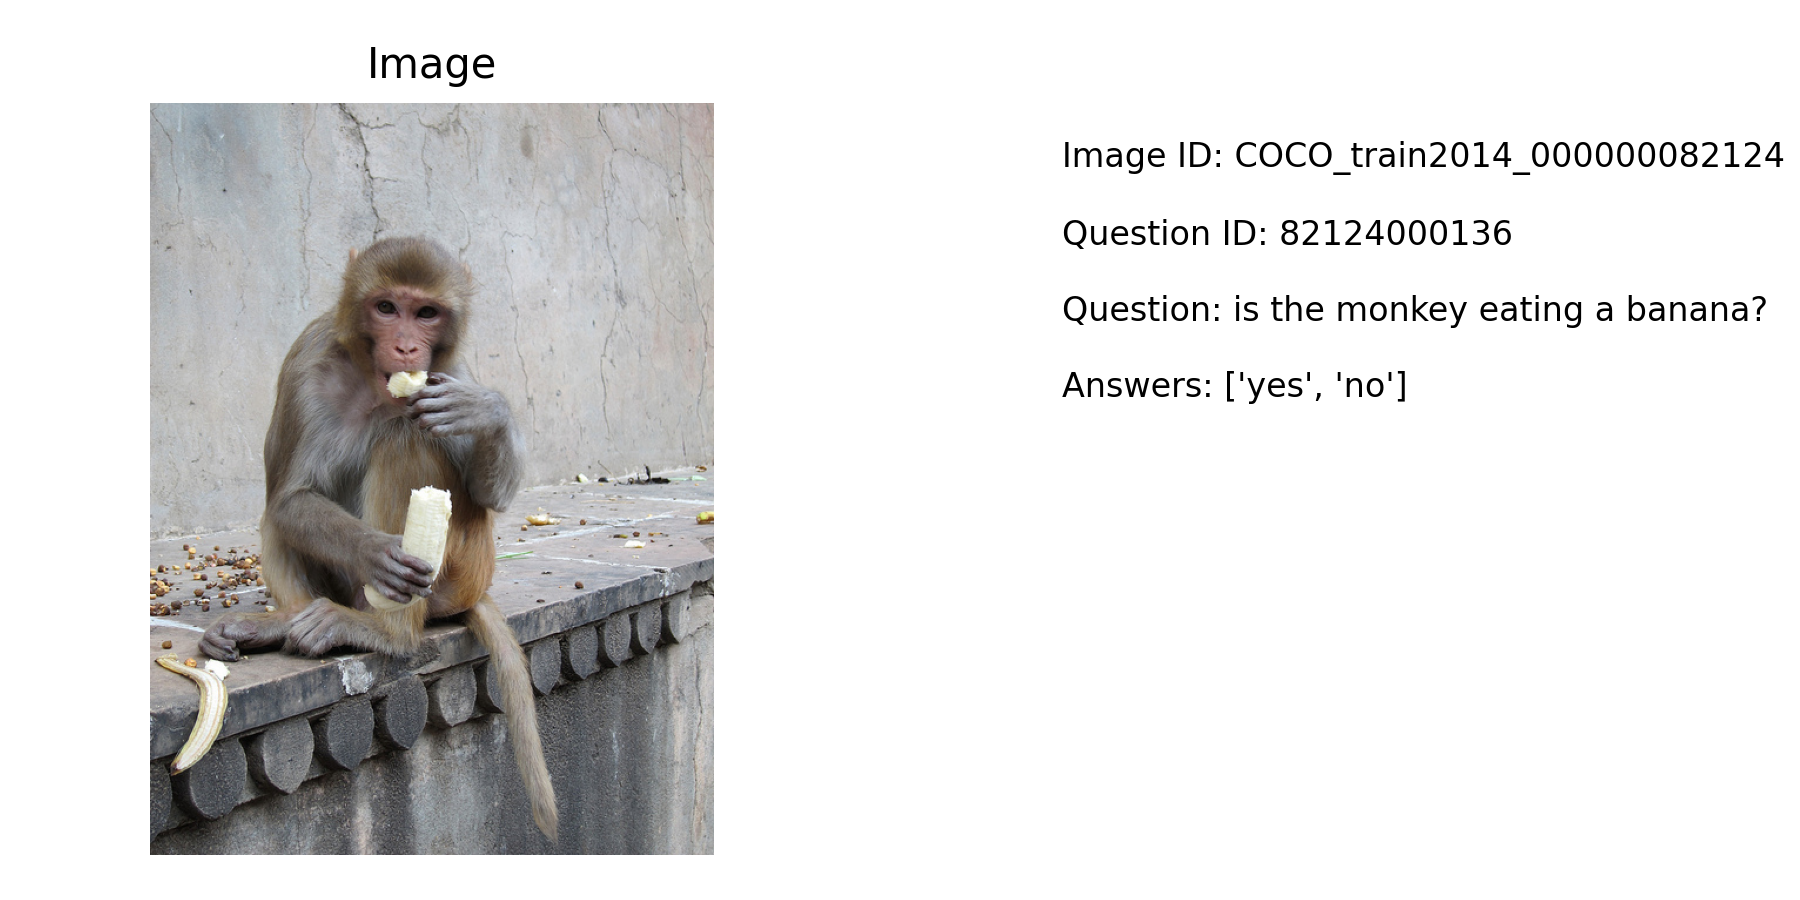 Image
Image ID: COCO_train2014_000000082124
Question ID: 82124000136
Question: is the monkey eating a banana?
Answers: ['yes', 'no']